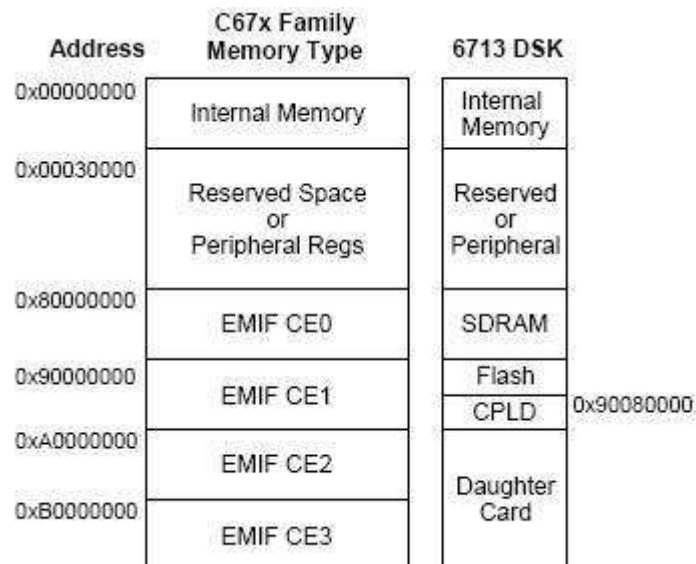 C67x Family
Address Memory Type 6713 DSK
0x00000000
Internal Memory
Internal
Memory
0x00030000
Reserved Space
or
Peripheral Regs
Reserved
or
Peripheral
0x80000000
EMIF CE0
SDRAM
0x90000000
EMIF CE1
Flash
CPLD
0x90080000
0xA0000000
EMIF CE2
Daughter
Card
0xB0000000
EMIF CE3